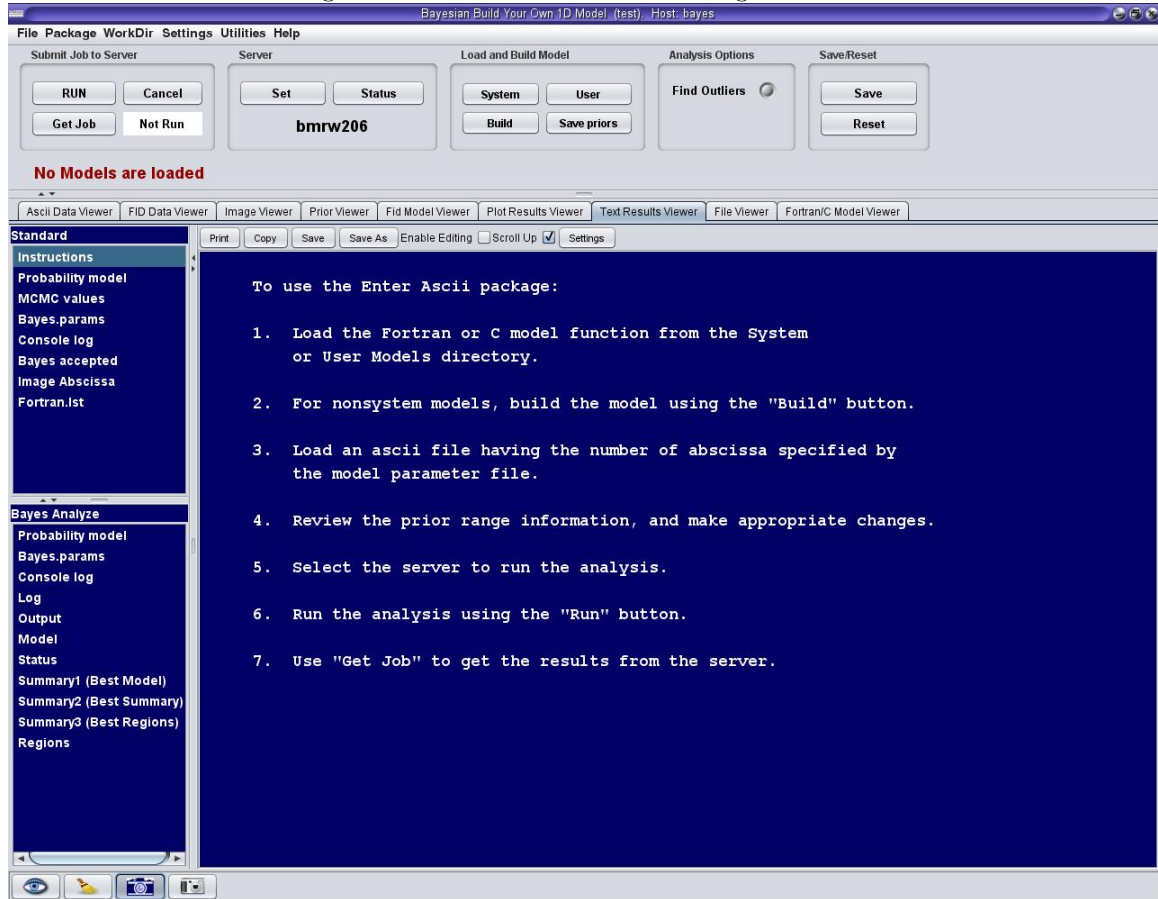 Bayesian Build Your Own 1D Model (test). Host: bayes
File Package WorkDir Settings Utilities Help
Submit Job to Server Server Load and Build Model Analysis Options Save/Reset
RUN Cancel Set Status System User Find Outliers Save
Get Job Not Run bmrw206 Build Save priors Reset
No Models are loaded
Ascii Data Viewer FID Data Viewer Image Viewer Prior Viewer Fid Model Viewer Plot Results Viewer Text Results Viewer File Viewer Fortran/C Model Viewer
Print Copy Save Save As Enable Editing Scroll Up Settings
Standard
Instructions
Probability model
MCMC values
Bayes.params
Console log
Bayes accepted
Image Abscissa
Fortran.lst
Bayes Analyze
Probability model
Bayes.params
Console log
Log
Output
Model
Status
Summary1 (Best Model)
Summary2 (Best Summary)
Summary3 (Best Regions)
Regions
To use the Enter Ascii package:
1. Load the Fortran or C model function from the System
or User Models directory.
2. For nonsystem models, build the model using the "Build" button.
3. Load an ascii file having the number of abscissa specified by
the model parameter file.
4. Review the prior range information, and make appropriate changes.
5. Select the server to run the analysis.
6. Run the analysis using the "Run" button.
7. Use "Get Job" to get the results from the server.